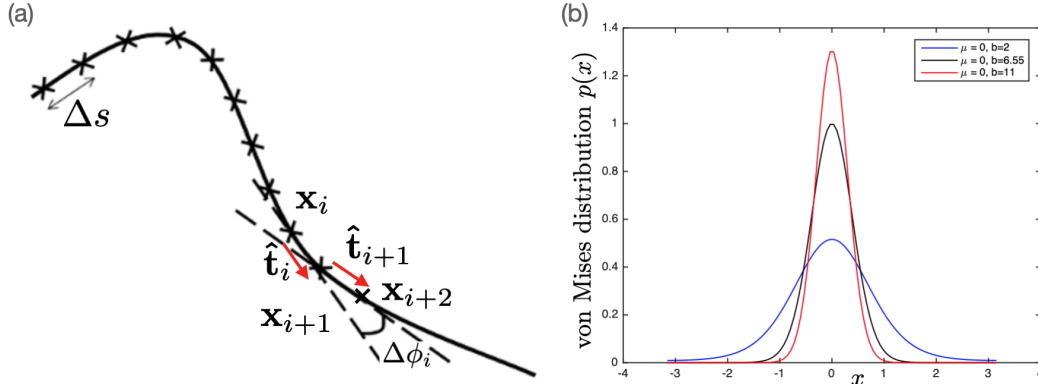 (a)
Δs
x_i
t̂_i
t̂_{i+1}
x_{i+2}
x_{i+1}
Δϕ_i
(b)
von Mises distribution p(x)
1.4
1.2
1
0.8
0.6
0.4
0.2
0
μ = 0, b=2
μ = 0, b=6.55
μ = 0, b=11
-4 -3 -2 -1 0 1 2 3 4
x